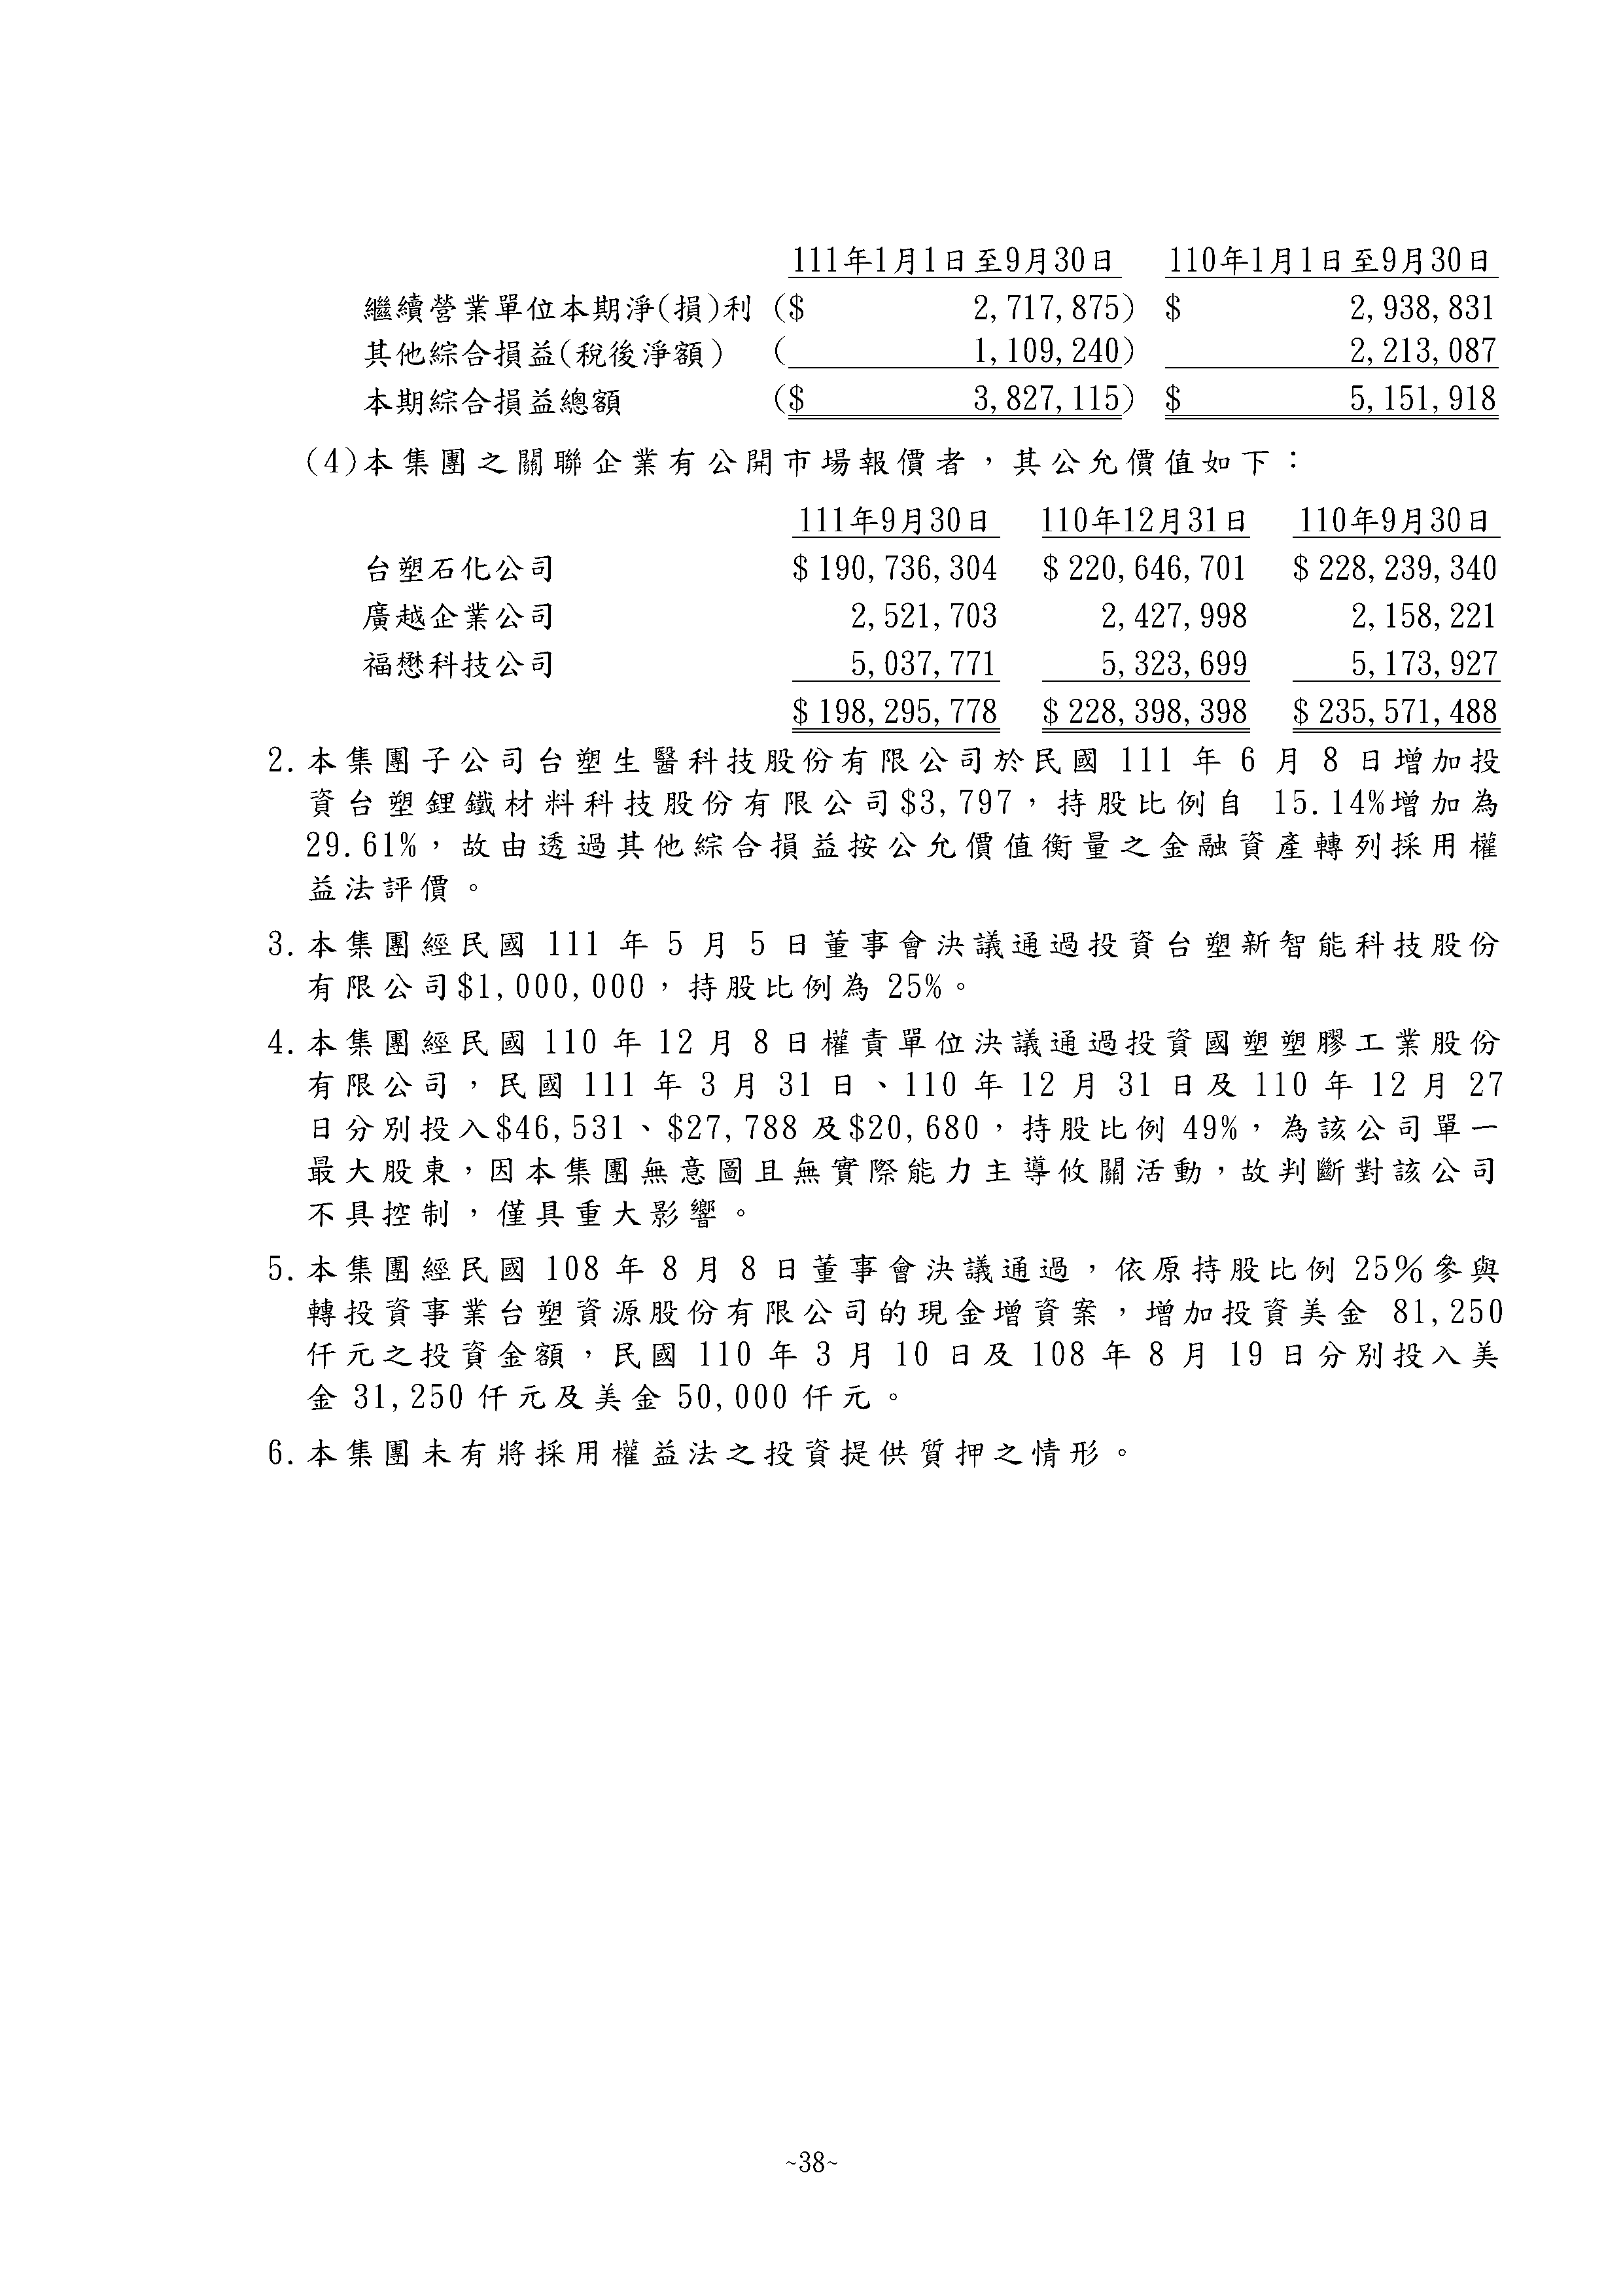 111年1月1日至9月30日 110年1月1日至9月30日
繼續營業單位本期淨(損)利 ($ 2,717,875) $ 2,938,831
其他綜合損益(稅後淨額) ( 1,109,240) 2,213,087
本期綜合損益總額 ($ 3,827,115) $ 5,151,918
(4)本集團之關聯企業有公開市場報價者，其公允價值如下：
111年9月30日 110年12月31日 110年9月30日
台塑石化公司 $ 190,736,304 $ 220,646,701 $ 228,239,340
廣越企業公司 2,521,703 2,427,998 2,158,221
福懋科技公司 5,037,771 5,323,699 5,173,927
$ 198,295,778 $ 228,398,398 $ 235,571,488
2.本集團子公司台塑生醫科技股份有限公司於民國 111 年 6 月 8 日增加投
資台塑鋰鐵材料科技股份有限公司$3,797，持股比例自 15.14%增加為
29.61%，故由透過其他綜合損益按公允價值衡量之金融資產轉列採用權
益法評價。
3.本集團經民國 111 年 5 月 5 日董事會決議通過投資台塑新智能科技股份
有限公司$1,000,000，持股比例為 25%。
4.本集團經民國 110 年 12 月 8 日權責單位決議通過投資國塑塑膠工業股份
有限公司，民國 111 年 3 月 31 日、110 年 12 月 31 日及 110 年 12 月 27
日分別投入$46,531、$27,788 及$20,680，持股比例 49%，為該公司單一
最大股東，因本集團無意圖且無實際能力主導攸關活動，故判斷對該公司
不具控制，僅具重大影響。
5.本集團經民國 108 年 8 月 8 日董事會決議通過，依原持股比例 25%參與
轉投資事業台塑資源股份有限公司的現金增資案，增加投資美金 81,250
仟元之投資金額，民國 110 年 3 月 10 日及 108 年 8 月 19 日分別投入美
金 31,250 仟元及美金 50,000 仟元。
6.本集團未有將採用權益法之投資提供質押之情形。
~38~